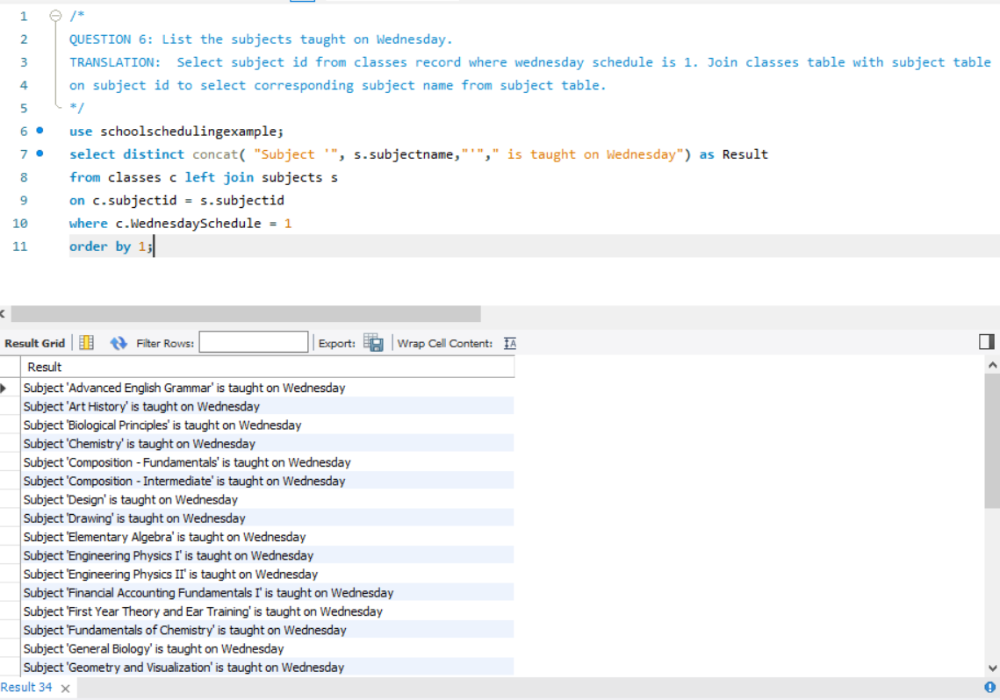 1 /*
2 QUESTION 6: List the subjects taught on Wednesday.
3 TRANSLATION:  Select subject id from classes record where wednesday schedule is 1. Join classes table with subject table
4 on subject id to select corresponding subject name from subject table.
5 */
6 use schoolschedulingexample;
7 select distinct concat( "Subject '", s.subjectname,"'"," is taught on Wednesday") as Result
8 from classes c left join subjects s
9 on c.subjectid = s.subjectid
10 where c.WednesdaySchedule = 1
11 order by 1;
Result Grid Filter Rows: Export: Wrap Cell Content:
Result
Subject 'Advanced English Grammar' is taught on Wednesday
Subject 'Art History' is taught on Wednesday
Subject 'Biological Principles' is taught on Wednesday
Subject 'Chemistry' is taught on Wednesday
Subject 'Composition - Fundamentals' is taught on Wednesday
Subject 'Composition - Intermediate' is taught on Wednesday
Subject 'Design' is taught on Wednesday
Subject 'Drawing' is taught on Wednesday
Subject 'Elementary Algebra' is taught on Wednesday
Subject 'Engineering Physics I' is taught on Wednesday
Subject 'Engineering Physics II' is taught on Wednesday
Subject 'Financial Accounting Fundamentals I' is taught on Wednesday
Subject 'First Year Theory and Ear Training' is taught on Wednesday
Subject 'Fundamentals of Chemistry' is taught on Wednesday
Subject 'General Biology' is taught on Wednesday
Subject 'Geometry and Visualization' is taught on Wednesday
Result 34